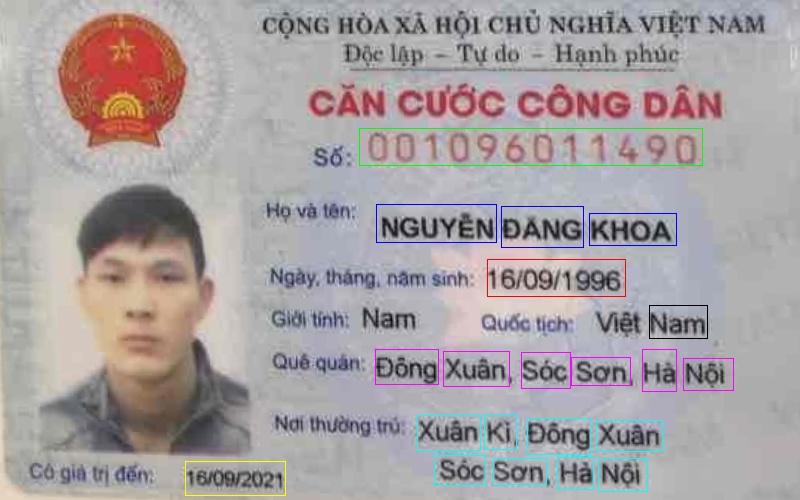 CỘNG HÒA XÃ HỘI CHỦ NGHĨA VIỆT NAM
Độc lập – Tự do – Hạnh phúc
CĂN CƯỚC CÔNG DÂN
Số: 001096011490
Họ và tên: NGUYỄN ĐĂNG KHOA
Ngày, tháng, năm sinh: 16/09/1996
Giới tính: Nam Quốc tịch: Việt Nam
Quê quán: Đông Xuân, Sóc Sơn, Hà Nội
Nơi thường trú: Xuân Kì, Đông Xuân
Sóc Sơn, Hà Nội
Có giá trị đến: 16/09/2021